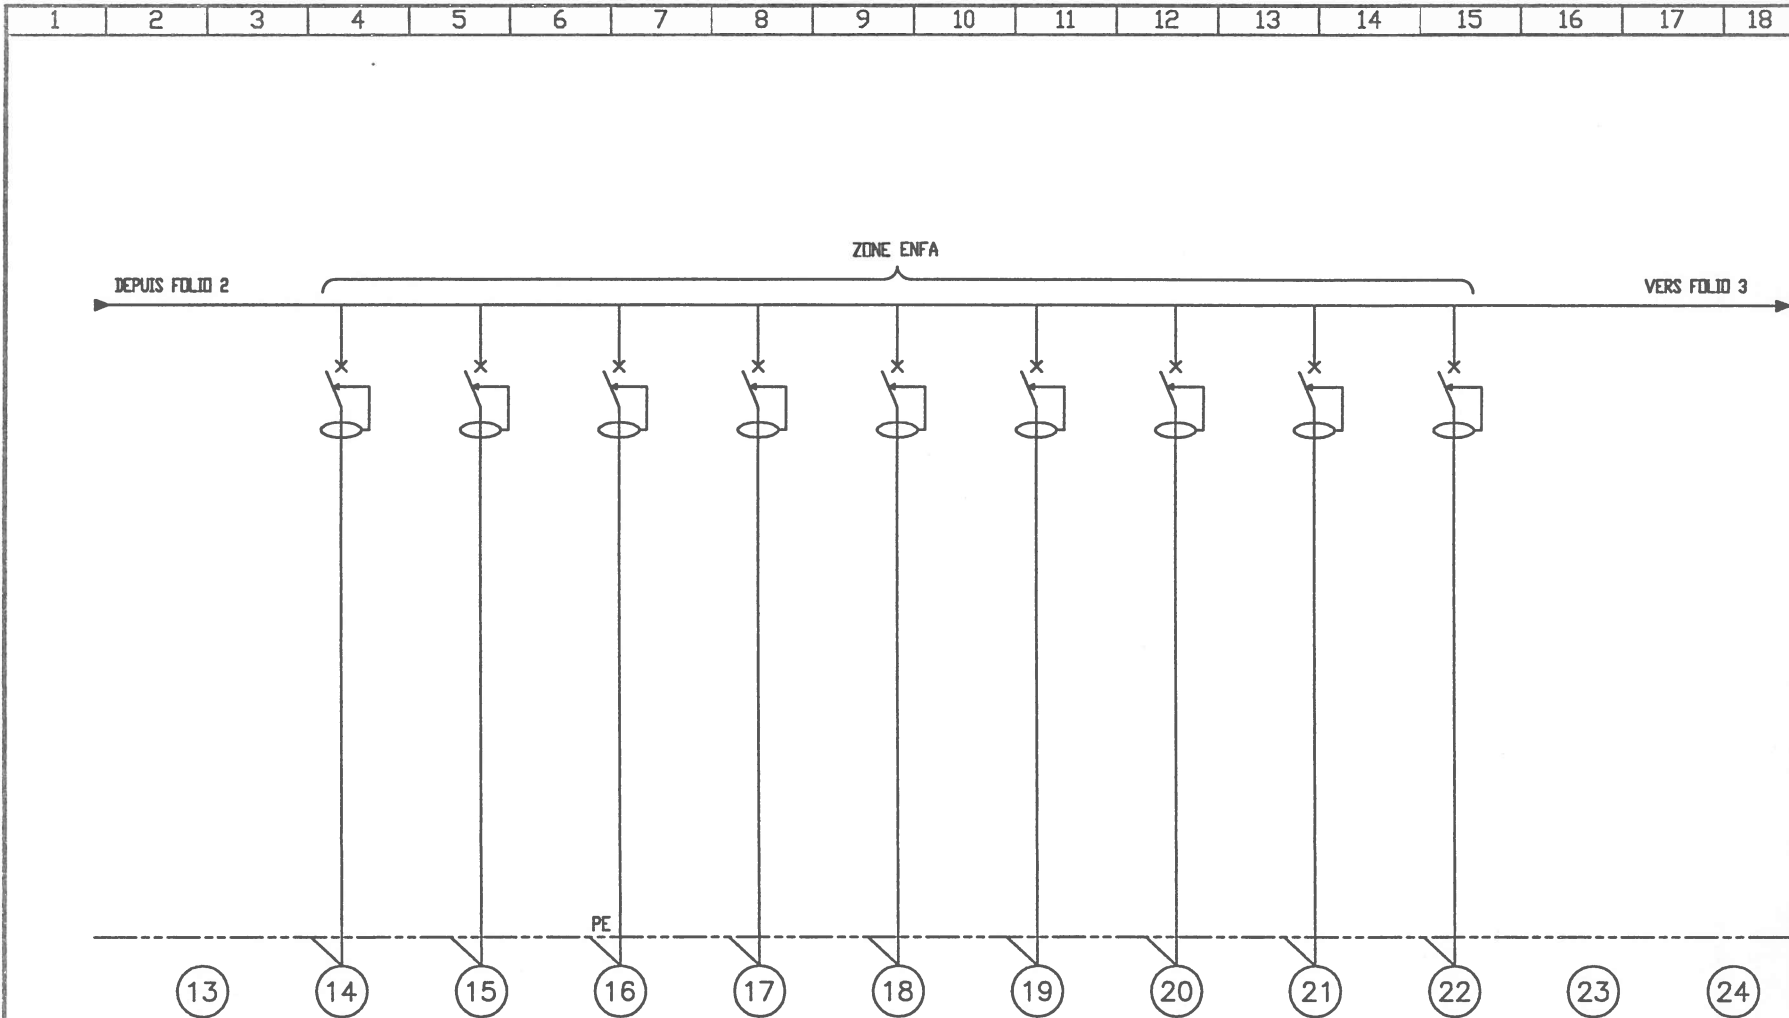 1 2 3 4 5 6 7 8 9 10 11 12 13 14 15 16 17 18
ZONE ENFA
DEPUIS FOLIO 2
VERS FOLIO 3
PE
13 14 15 16 17 18 19 20 21 22 23 24